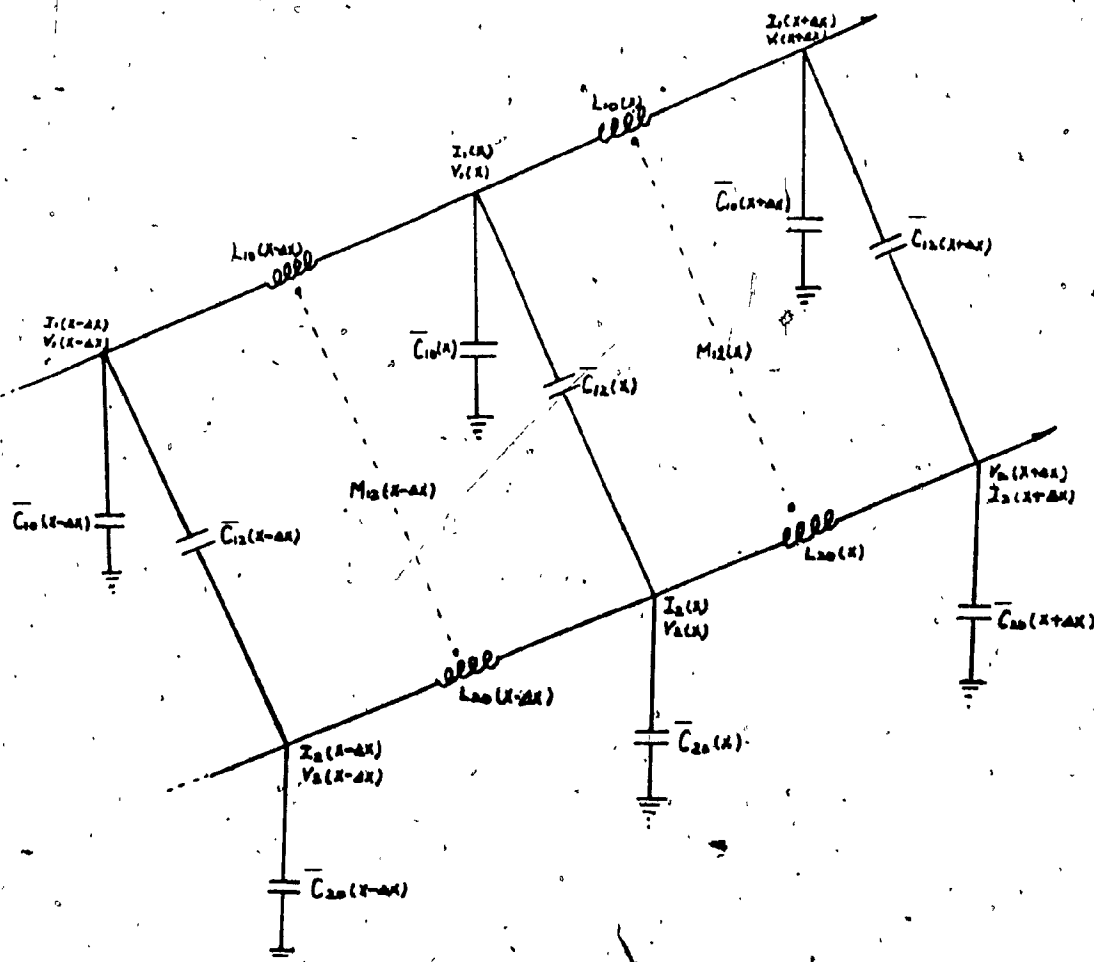 I₁(x+Δx)
V₁(x+Δx)
L₁₀(x)
I₁(x)
V₁(x)
C̅₁₀(x+Δx)
C̅₁₂(x+Δx)
L₁₀(x-Δx)
I₁(x-Δx)
V₁(x-Δx)
C̅₁₀(x)
M₁₂(x)
C̅₁₂(x)
M₁₂(x-Δx)
V₂(x+Δx)
I₂(x+Δx)
C̅₁₀(x-Δx)
C̅₁₂(x-Δx)
L₂₀(x)
I₂(x)
V₂(x)
C̅₂₀(x+Δx)
L₂₀(x-Δx)
I₂(x-Δx)
V₂(x-Δx)
C̅₂₀(x)
C̅₂₀(x-Δx)